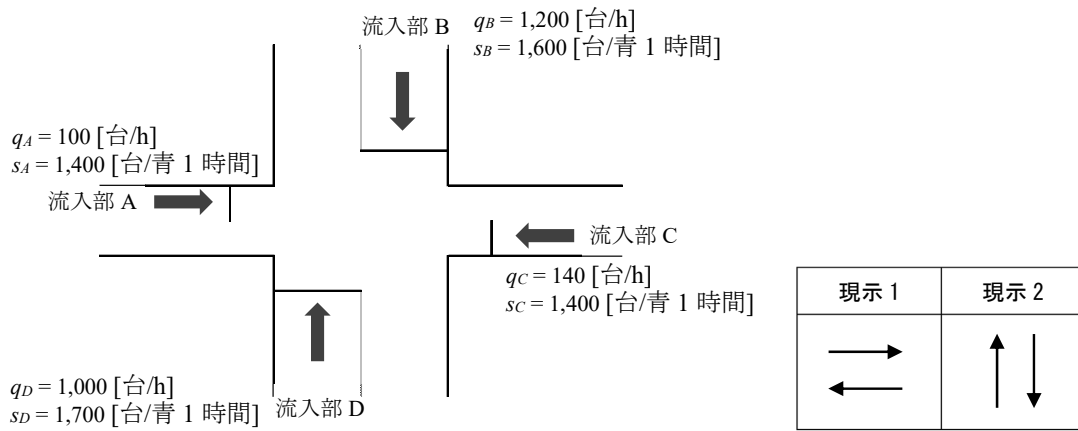 流入部 B
qB = 1,200 [台/h]
sB = 1,600 [台/青 1 時間]
qA = 100 [台/h]
sA = 1,400 [台/青 1 時間]
流入部 A
流入部 C
qC = 140 [台/h]
sC = 1,400 [台/青 1 時間]
qD = 1,000 [台/h]
sD = 1,700 [台/青 1 時間]
流入部 D
現示 1
現示 2